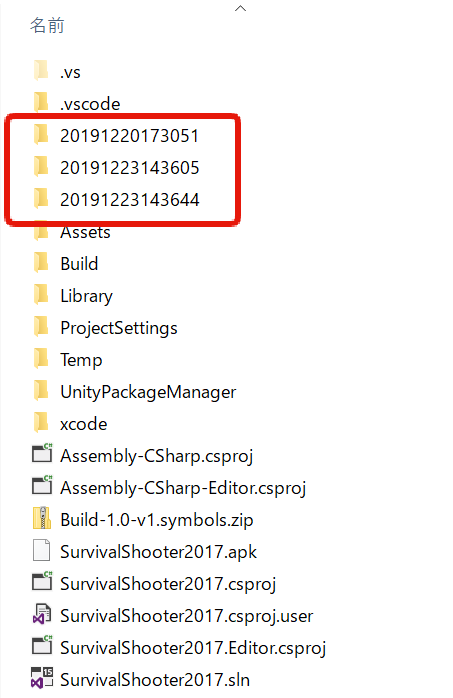 名前
.vs
.vscode
20191220173051
20191223143605
20191223143644
Assets
Build
Library
ProjectSettings
Temp
UnityPackageManager
xcode
Assembly-CSharp.csproj
Assembly-CSharp-Editor.csproj
Build-1.0-v1.symbols.zip
SurvivalShooter2017.apk
SurvivalShooter2017.csproj
SurvivalShooter2017.csproj.user
SurvivalShooter2017.Editor.csproj
SurvivalShooter2017.sln